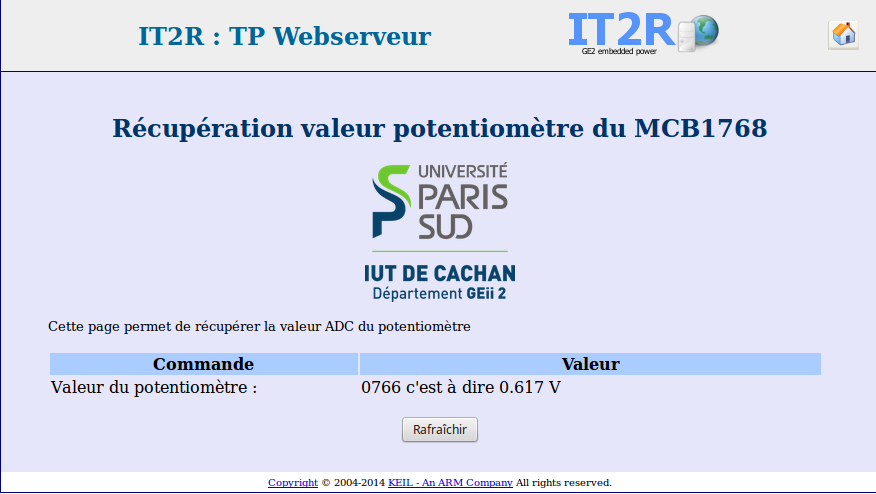 IT2R : TP Webserveur
IT2R
GE2 embedded power
Récupération valeur potentiomètre du MCB1768
UNIVERSITÉ
PARIS
SUD
IUT DE CACHAN
Département GEii 2
Cette page permet de récupérer la valeur ADC du potentiomètre
Commande Valeur
Valeur du potentiomètre : 0766 c'est à dire 0.617 V
Rafraîchir
Copyright © 2004-2014 KEIL - An ARM Company All rights reserved.